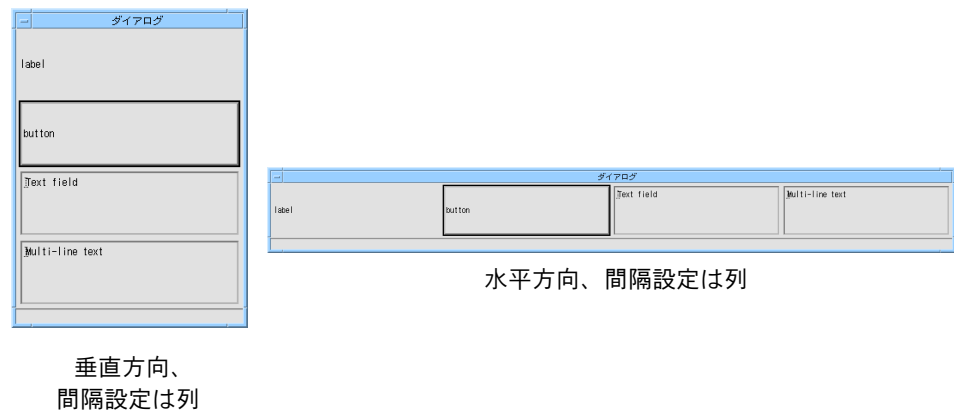 ダイアログ
label
button
Text field
Multi-line text
垂直方向、
間隔設定は列
ダイアログ
label
button
Text field
Multi-line text
水平方向、間隔設定は列